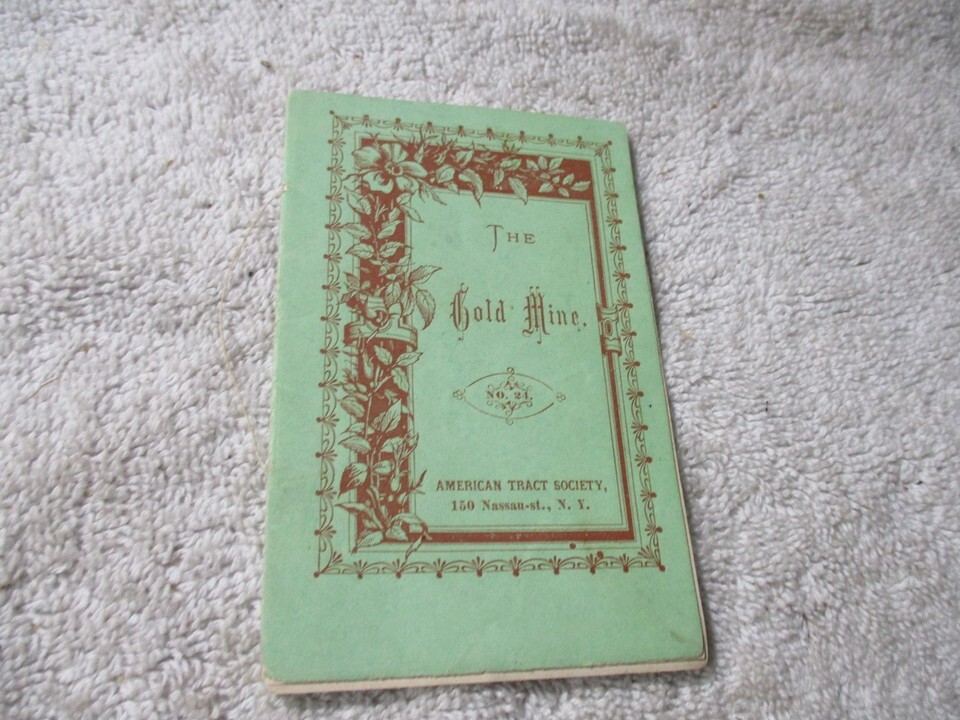 THE
Gold Mine.
NO. 24.
AMERICAN TRACT SOCIETY,
150 Nassau-st., N. Y.